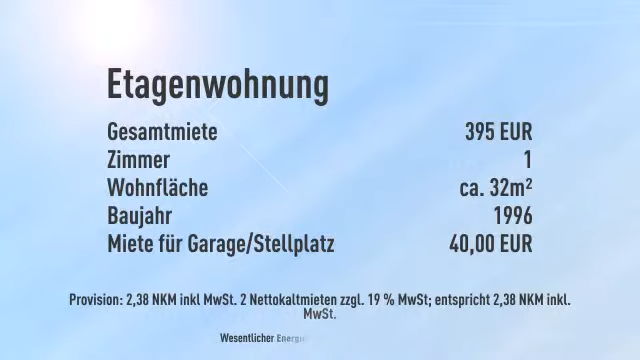 Etagenwohnung
Gesamtmiete 395 EUR
Zimmer 1
Wohnfläche ca. 32m²
Baujahr 1996
Miete für Garage/Stellplatz 40,00 EUR
Provision: 2,38 NKM inkl MwSt. 2 Nettokaltmieten zzgl. 19 % MwSt; entspricht 2,38 NKM inkl.
MwSt.
Wesentlicher Energi